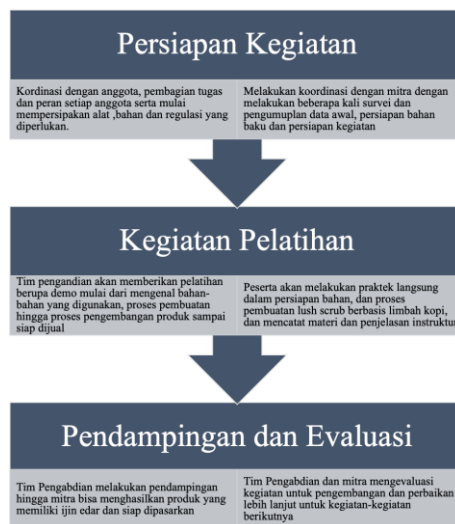 Persiapan Kegiatan
Kordinasi dengan anggota, pembagian tugas
dan peran setiap anggota serta mulai
mempersipakan alat ,bahan dan regulasi yang
diperlukan.
Melakukan koordinasi dengan mitra dengan
melakukan beberapa kali survei dan
pengumuplan data awal, persiapan bahan
baku dan persiapan kegiatan
Kegiatan Pelatihan
Tim pengandian akan memberikan pelatihan
berupa demo mulai dari mengenal bahan-
bahan yang digunakan, proses pembuatan
hingga proses pengembangan produk sampai
siap dijual
Peserta akan melakukan praktek langsung
dalam persiapan bahan, dan proses
pembuatan lush scrub berbasis limbah kopi,
dan mencatat materi dan penjelasan instruktur
Pendampingan dan Evaluasi
Tim Pengabdian melakukan pendampingan
hingga mitra bisa menghasilkan produk yang
memiliki ijin edar dan siap dipasarkan
Tim Pengabdian dan mitra mengevaluasi
kegiatan untuk pengembangan dan perbaikan
lebih lanjut untuk kegiatan-kegiatan
berikutnya